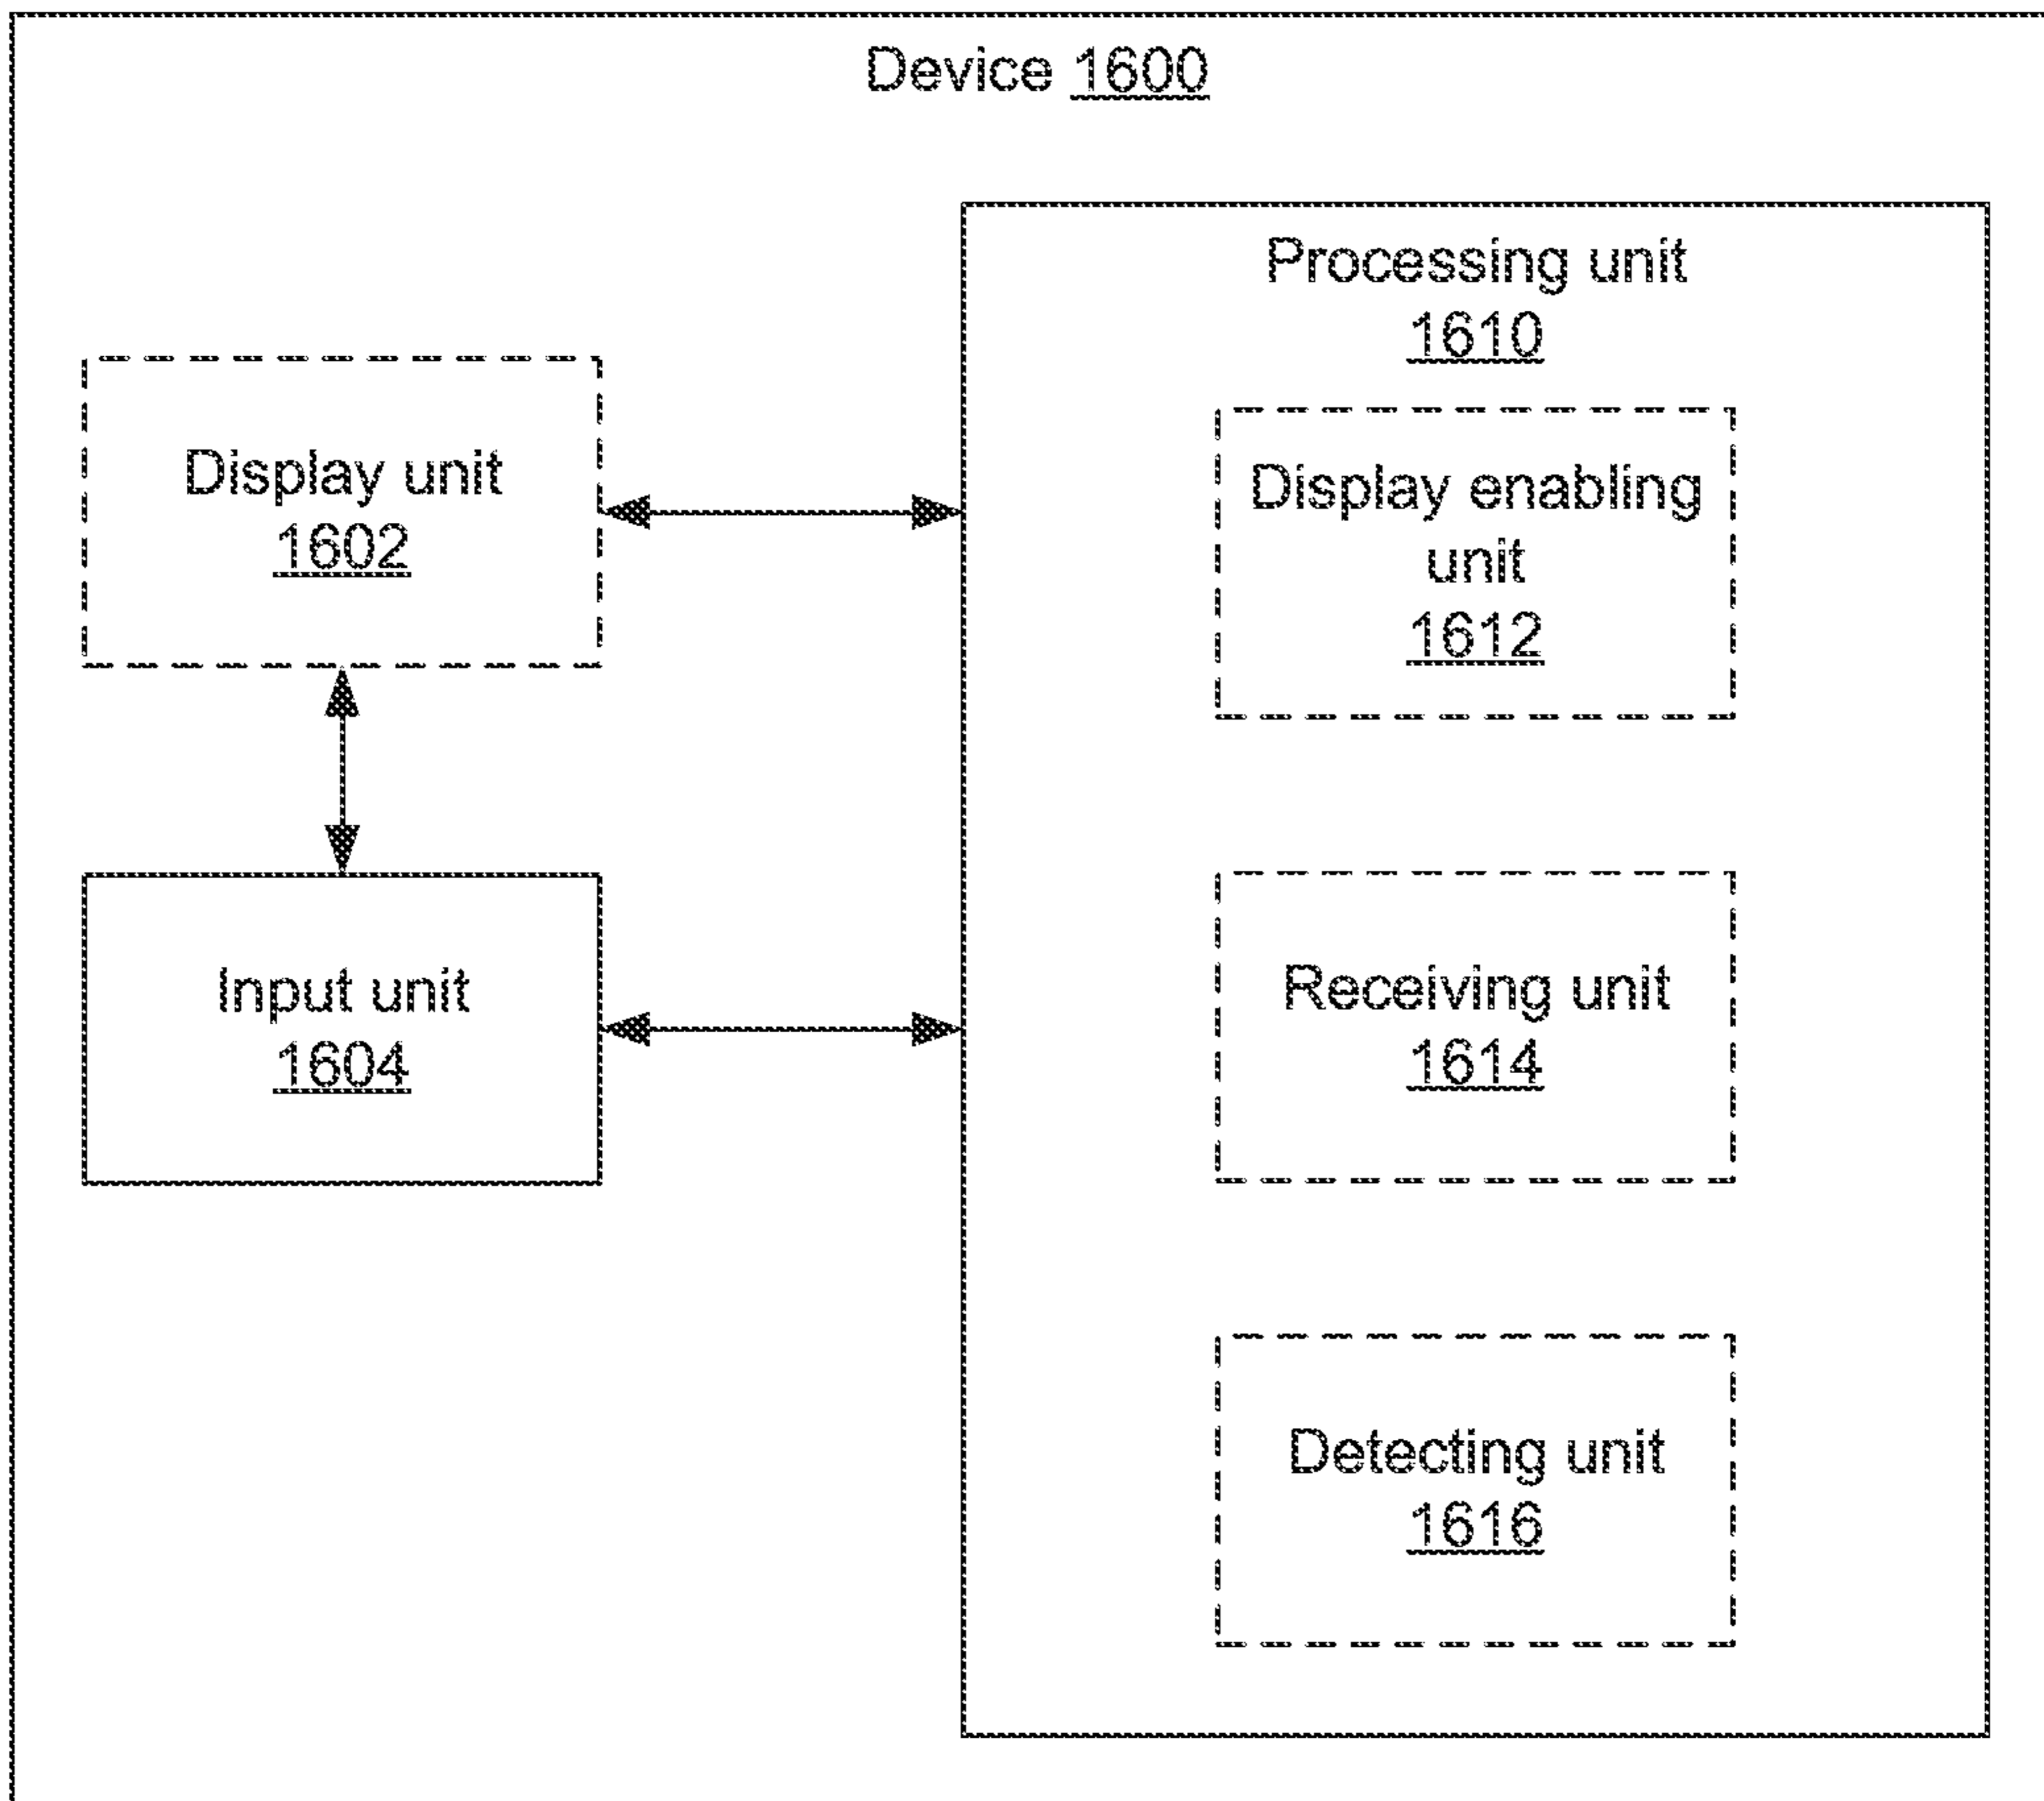 Device 1600
Processing unit
1610
Display unit
1602
Display enabling
unit
1612
Input unit
1604
Receiving unit
1614
Detecting unit
1616